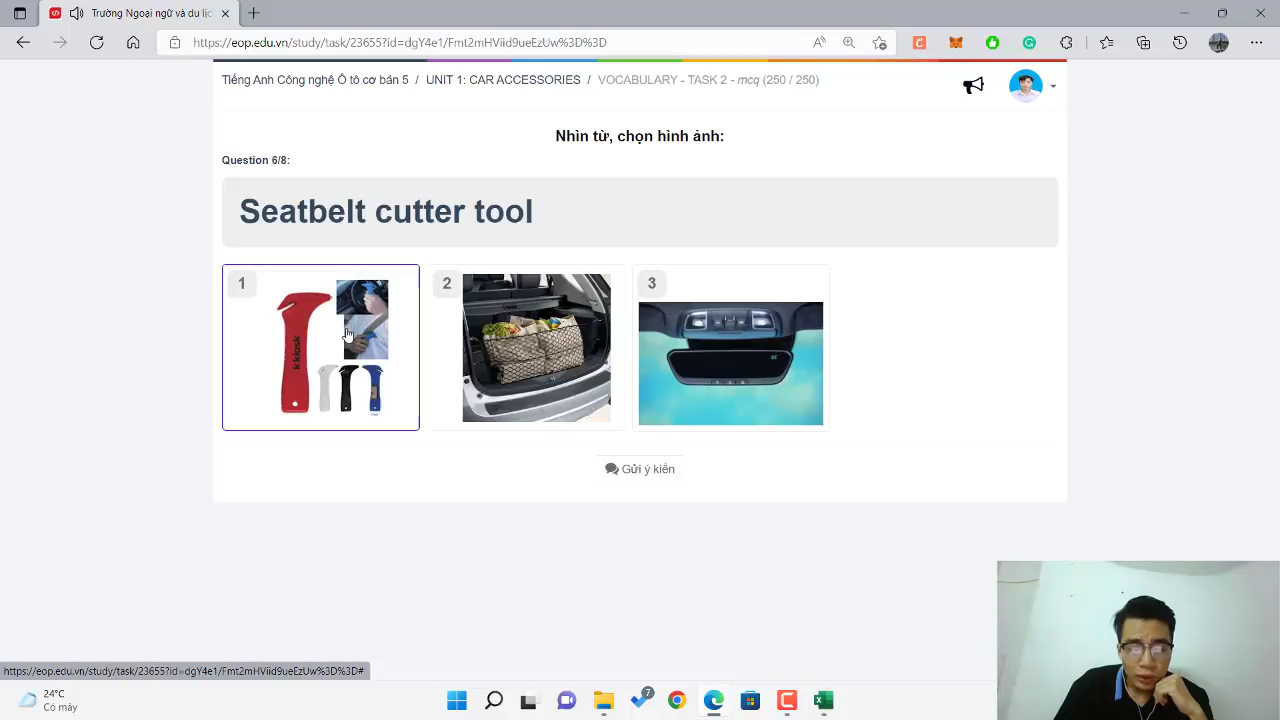 Trường Ngoại ngữ và du lịc
https://eop.edu.vn/study/task/23655?id=dgY4e1/Fmt2mHViid9ueEzUw%3D%3D
Tiếng Anh Công nghệ Ô tô cơ bản 5 / UNIT 1: CAR ACCESSORIES / VOCABULARY - TASK 2 - mcq (250 / 250)
Nhìn từ, chọn hình ảnh:
Question 6/8:
Seatbelt cutter tool
1
2
3
kkiosk
Gửi ý kiến
https://eop.edu.vn/study/task/23655?id=dgY4e1/Fmt2mHViid9ueEzUw%3D%3D#
24°C
Có mây
7